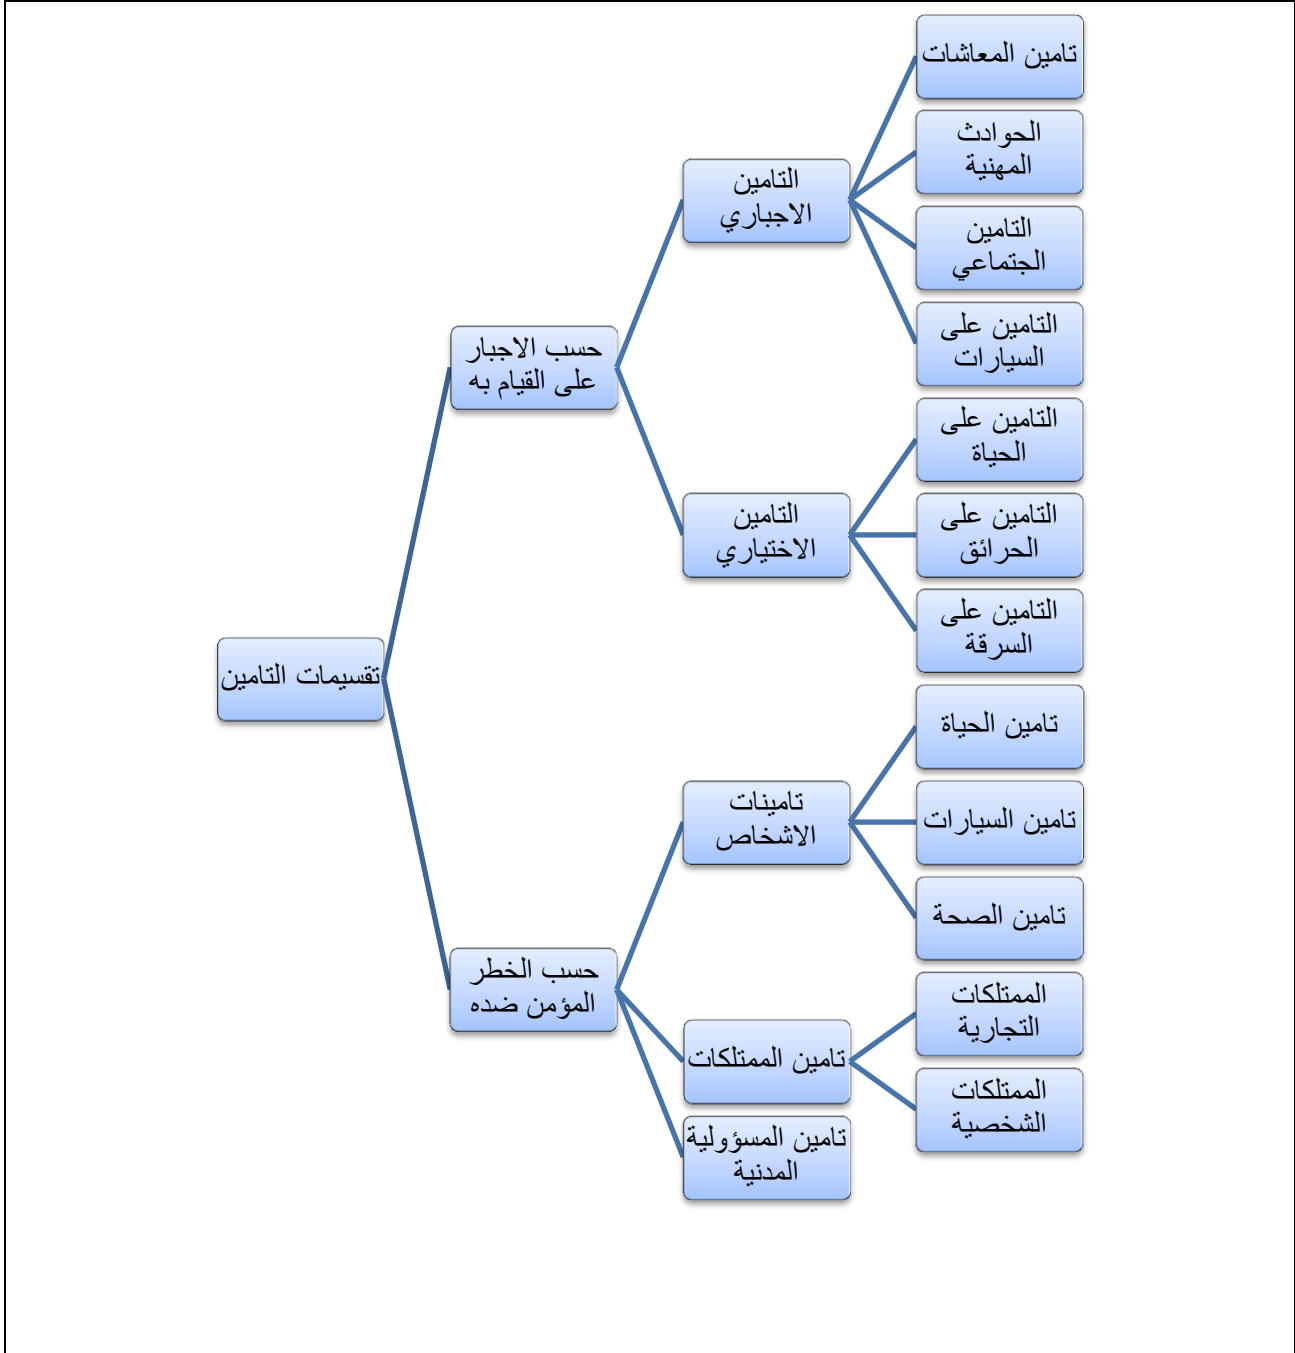 تامين المعاشات
الحوادث
المهنية
التامين
الاجباري
التامين
الجتماعي
التامين على
السيارات
حسب الاجبار
على القيام به
التامين على
الحياة
التامين
الاختياري
التامين على
الحرائق
التامين على
السرقة
تقسيمات التامين
تامين الحياة
تامينات
الاشخاص
تامين السيارات
تامين الصحة
حسب الخطر
المؤمن ضده
الممتلكات
التجارية
تامين الممتلكات
الممتلكات
الشخصية
تامين المسؤولية
المدنية